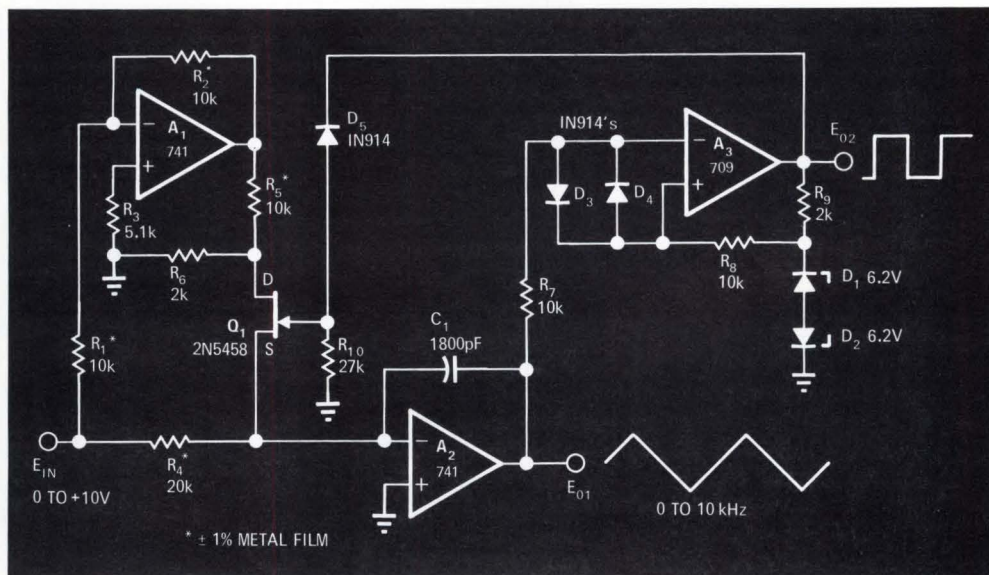 R2*
10k
A1
741
−
+
R3
5.1k
R5*
10k
R6
2k
D
Q1
2N5458
S
R1*
10k
EIN
0 TO +10V
R4*
20k
* ± 1% METAL FILM
D5
IN914
R10
27k
C1
1800pF
A2
741
−
+
E01
0 TO 10 kHz
IN914's
D3
D4
R7
10k
A3
709
−
+
R8
10k
E02
R9
2k
D1 6.2V
D2 6.2V